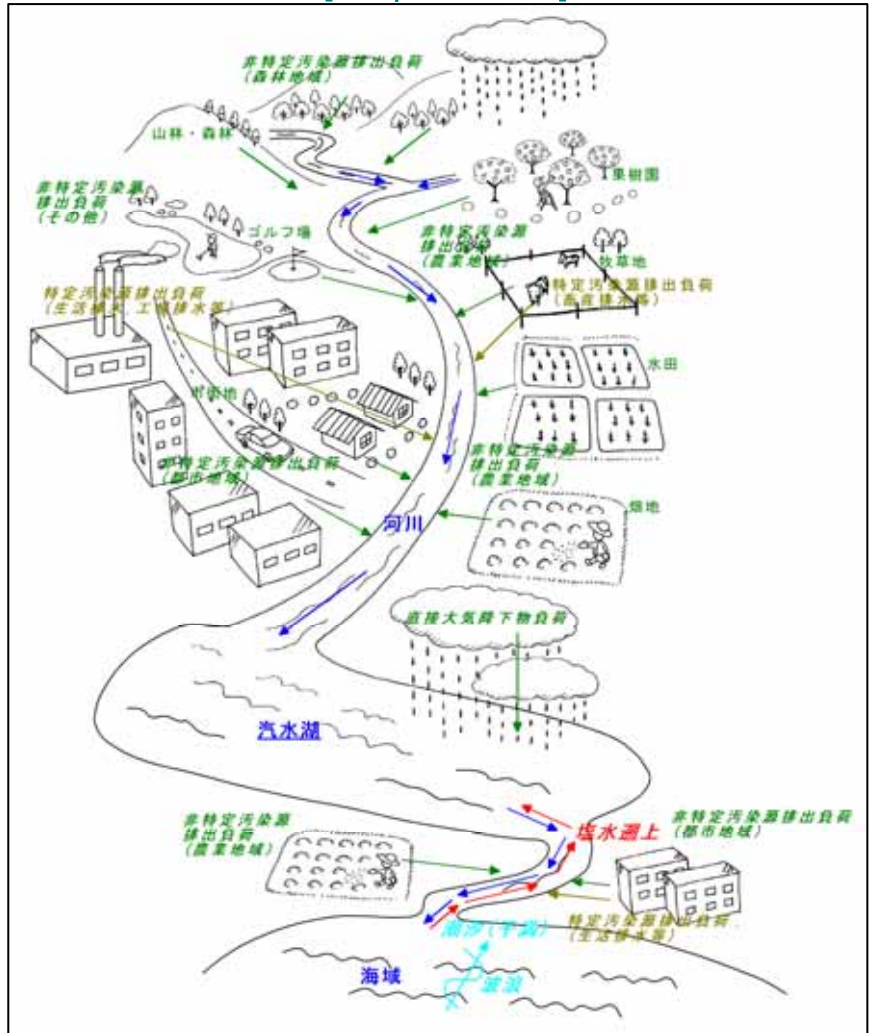 非特定汚染源排出負荷
(森林地域)
山林・森林
果樹園
非特定汚染源
排出負荷
(その他)
ゴルフ場
非特定汚染源
排出負荷
(農業地域)
牧草地
特定汚染源排出負荷
(畜産排水等)
特定汚染源排出負荷
(生活排水、工場排水等)
水田
市街地
非特定汚染源排出負荷
(都市地域)
非特定汚染源
排出負荷
(農業地域)
畑地
河川
直接大気降下物負荷
汽水湖
非特定汚染源
排出負荷
(農業地域)
塩水遡上
非特定汚染源排出負荷
(都市地域)
特定汚染源排出負荷
(生活排水等)
潮汐(干満)
波浪
海域